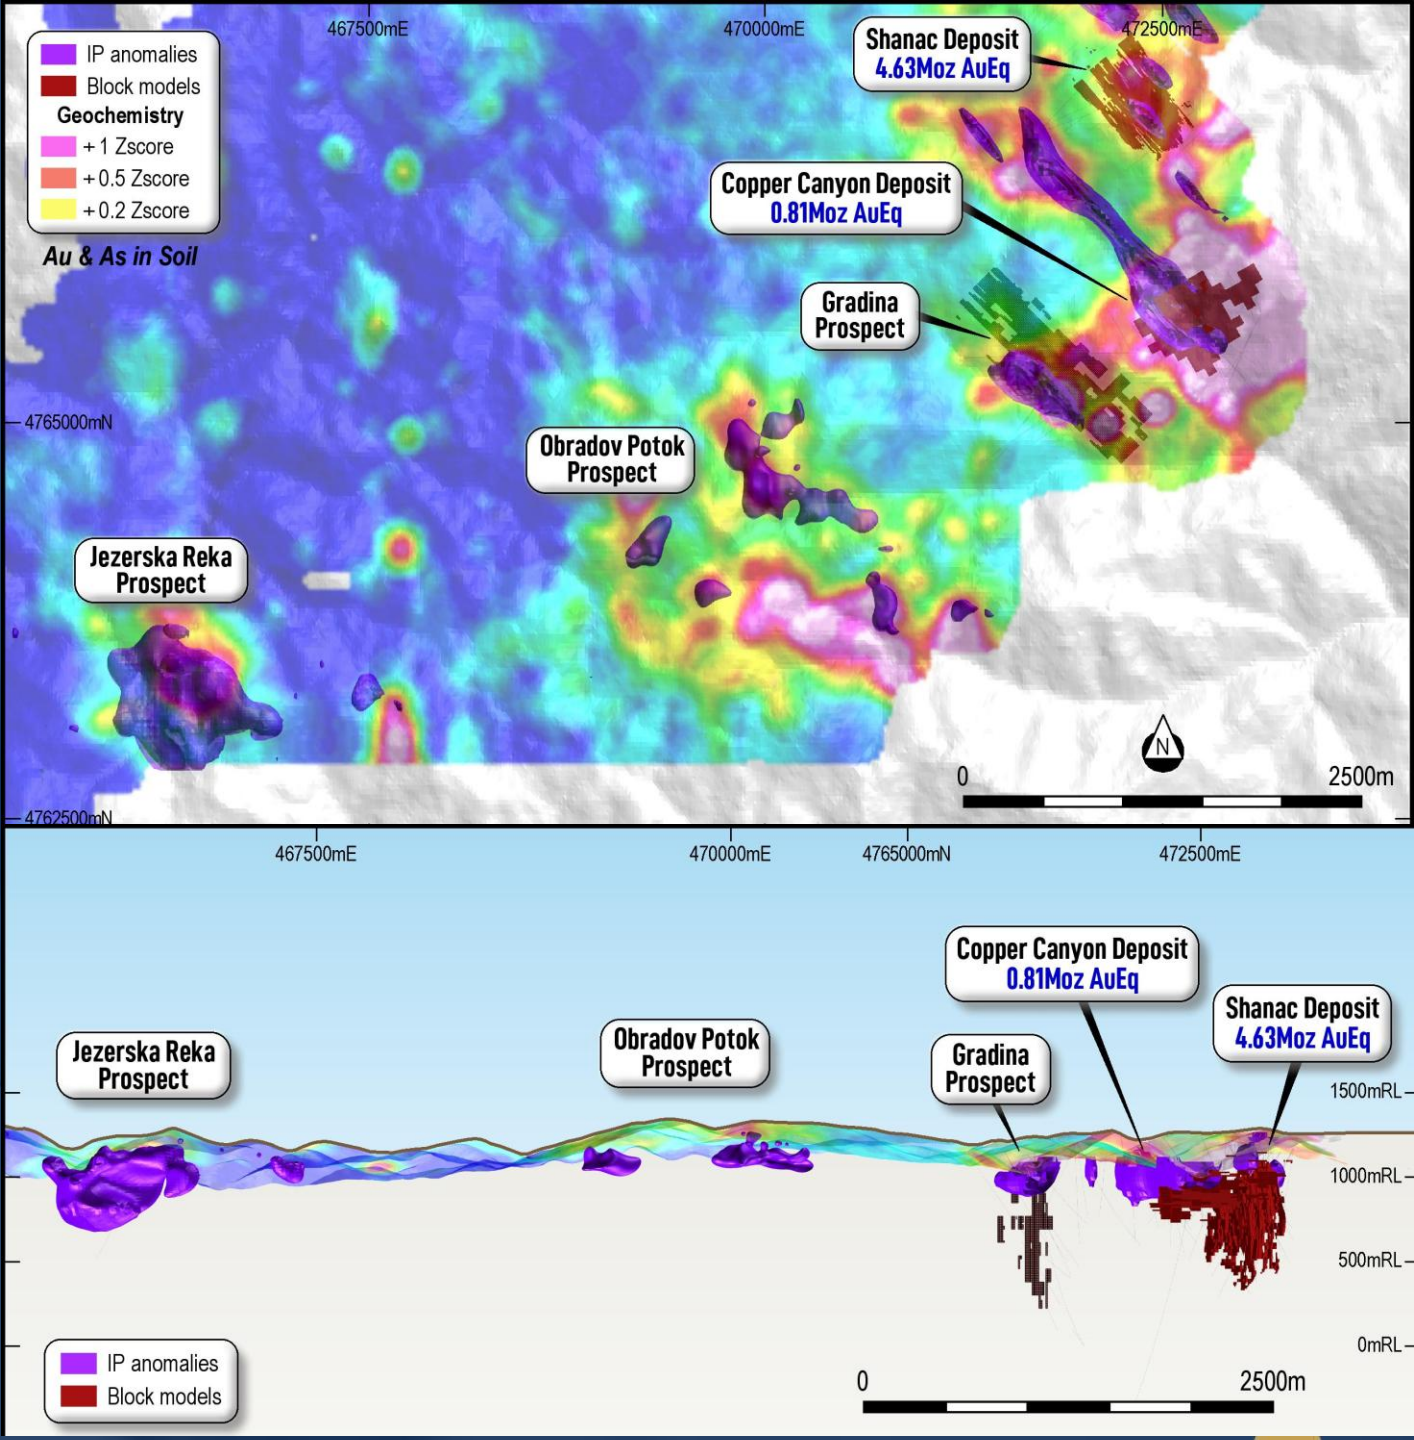 467500mE
470000mE
472500mE
IP anomalies
Block models
Geochemistry
+ 1 Zscore
+ 0.5 Zscore
+ 0.2 Zscore
Au & As in Soil
Shanac Deposit
4.63Moz AuEq
Copper Canyon Deposit
0.81Moz AuEq
Gradina
Prospect
4765000mN
Obradov Potok
Prospect
Jezerska Reka
Prospect
N
0
2500m
4762500mN
467500mE
470000mE
4765000mN
472500mE
Copper Canyon Deposit
0.81Moz AuEq
Shanac Deposit
4.63Moz AuEq
Jezerska Reka
Prospect
Obradov Potok
Prospect
Gradina
Prospect
1500mRL
1000mRL
500mRL
0mRL
IP anomalies
Block models
0
2500m